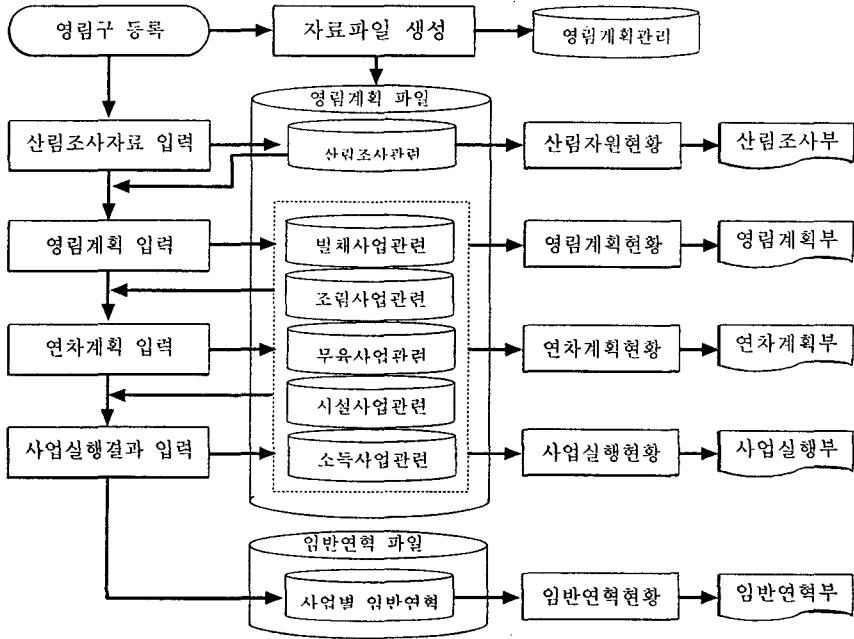 영림구 등록
자료파일 생성
영림계획관리
영림계획 파일
산림조사자료 입력
산림조사관련
산림자원현황
산림조사부
영림계획 입력
벌채사업관련
영림계획현황
영림계획부
조림사업관련
연차계획 입력
무육사업관련
연차계획현황
연차계획부
시설사업관련
사업실행결과 입력
소득사업관련
사업실행현황
사업실행부
임반연혁 파일
사업별 임반연혁
임반연혁현황
임반연혁부